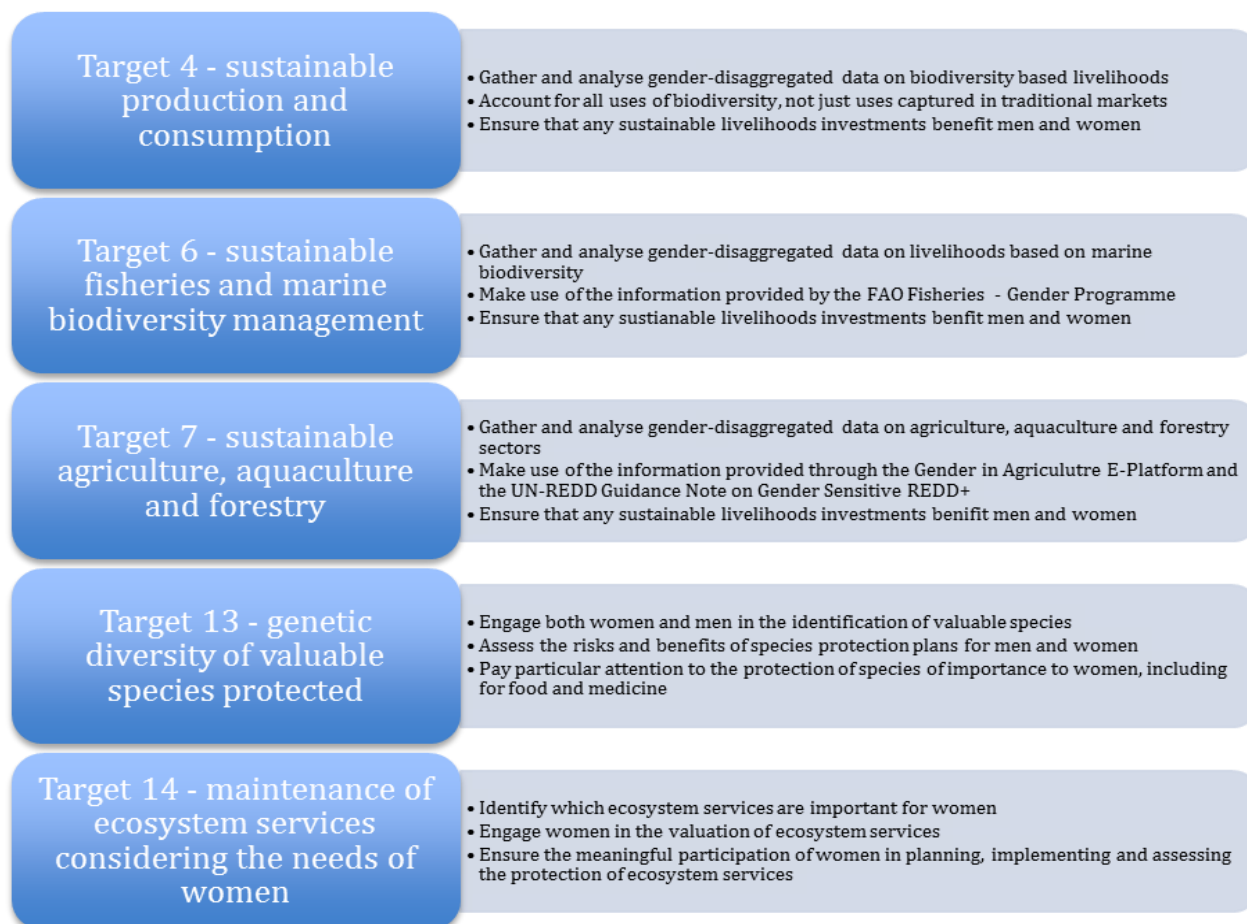 Target 4 - sustainable
production and
consumption
• Gather and analyse gender-disaggregated data on biodiversity based livelihoods
• Account for all uses of biodiversity, not just uses captured in traditional markets
• Ensure that any sustainable livelihoods investments benefit men and women
Target 6 - sustainable
fisheries and marine
biodiversity management
• Gather and analyse gender-disaggregated data on livelihoods based on marine
biodiversity
• Make use of the information provided by the FAO Fisheries - Gender Programme
• Ensure that any sustianable livelihoods investments benfit men and women
Target 7 - sustainable
agriculture, aquaculture
and forestry
• Gather and analyse gender-disaggregated data on agriculture, aquaculture and forestry
sectors
• Make use of the information provided through the Gender in Agriculutre E-Platform and
the UN-REDD Guidance Note on Gender Sensitive REDD+
• Ensure that any sustainable livelihoods investments benifit men and women
Target 13 - genetic
diversity of valuable
species protected
• Engage both women and men in the identification of valuable species
• Assess the risks and benefits of species protection plans for men and women
• Pay particular attention to the protection of species of importance to women, including
for food and medicine
Target 14 - maintenance of
ecosystem services
considering the needs of
women
• Identify which ecosystem services are important for women
• Engage women in the valuation of ecosystem services
• Ensure the meaningful participation of women in planning, implementing and assessing
the protection of ecosystem services